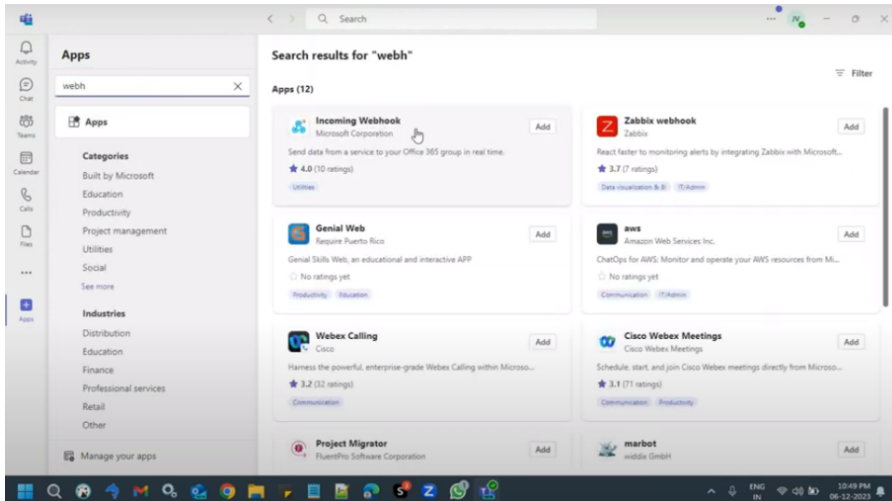 Search
JV
Activity
Chat
Teams
Calendar
Calls
Files
Apps
Apps
webh
Apps
Categories
Built by Microsoft
Education
Productivity
Project management
Utilities
Social
See more
Industries
Distribution
Education
Finance
Professional services
Retail
Other
Manage your apps
Search results for "webh"
Filter
Apps (12)
Incoming Webhook
Microsoft Corporation
Add
Send data from a service to your Office 365 group in real time.
4.0 (10 ratings)
Utilities
Zabbix webhook
Zabbix
Add
React faster to monitoring alerts by integrating Zabbix with Microsoft...
3.7 (7 ratings)
Data visualization & BI IT/Admin
Genial Web
Require Puerto Rico
Add
Genial Skills Web, an educational and interactive APP
No ratings yet
Productivity Education
aws
Amazon Web Services Inc.
Add
ChatOps for AWS: Monitor and operate your AWS resources from Mi...
No ratings yet
Communication IT/Admin
Webex Calling
Cisco
Add
Harness the powerful, enterprise-grade Webex Calling within Microso...
3.2 (32 ratings)
Communication
Cisco Webex Meetings
Cisco Webex Meetings
Add
Schedule, start, and join Cisco Webex meetings directly from Microso...
3.1 (71 ratings)
Communication Productivity
Project Migrator
FluentPro Software Corporation
Add
marbot
widdix GmbH
Add
ENG
IN
10:49 PM
06-12-2023